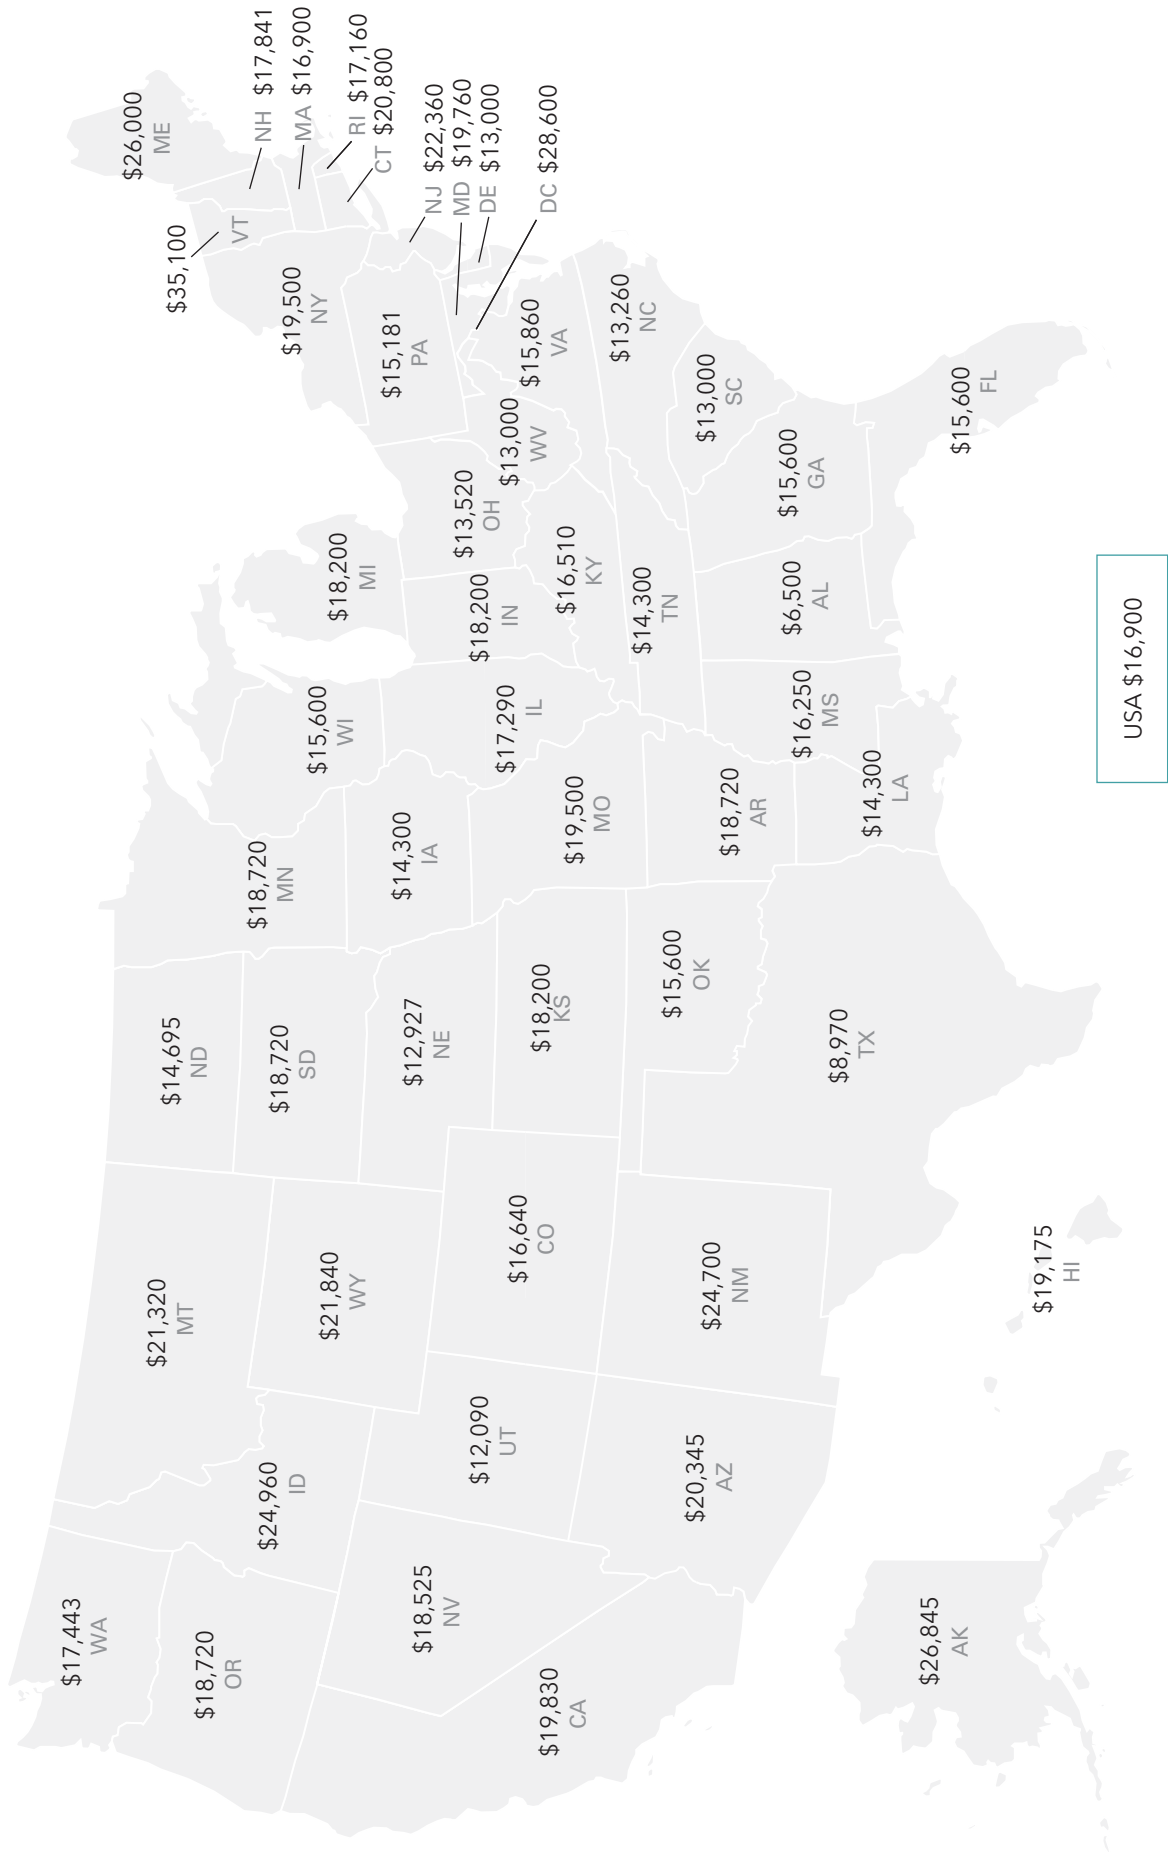 $17,443
WA
$18,720
OR
$19,830
CA
$18,525
NV
$24,960
ID
$21,320
MT
$21,840
WY
$12,090
UT
$20,345
AZ
$16,640
CO
$24,700
NM
$14,695
ND
$18,720
SD
$12,927
NE
$18,200
KS
$15,600
OK
$8,970
TX
$18,720
MN
$14,300
IA
$19,500
MO
$18,720
AR
$14,300
LA
$15,600
WI
$17,290
IL
$16,250
MS
$18,200
MI
$18,200
IN
$16,510
KY
$14,300
TN
$6,500
AL
$13,520
OH
$13,000
WV
$15,600
GA
$15,600
FL
$13,000
SC
$13,260
NC
$15,860
VA
$15,181
PA
$19,500
NY
$35,100
VT
$26,000
ME
NH $17,841
MA $16,900
RI $17,160
CT $20,800
NJ $22,360
MD $19,760
DE $13,000
DC $28,600
$26,845
AK
$19,175
HI
USA $16,900